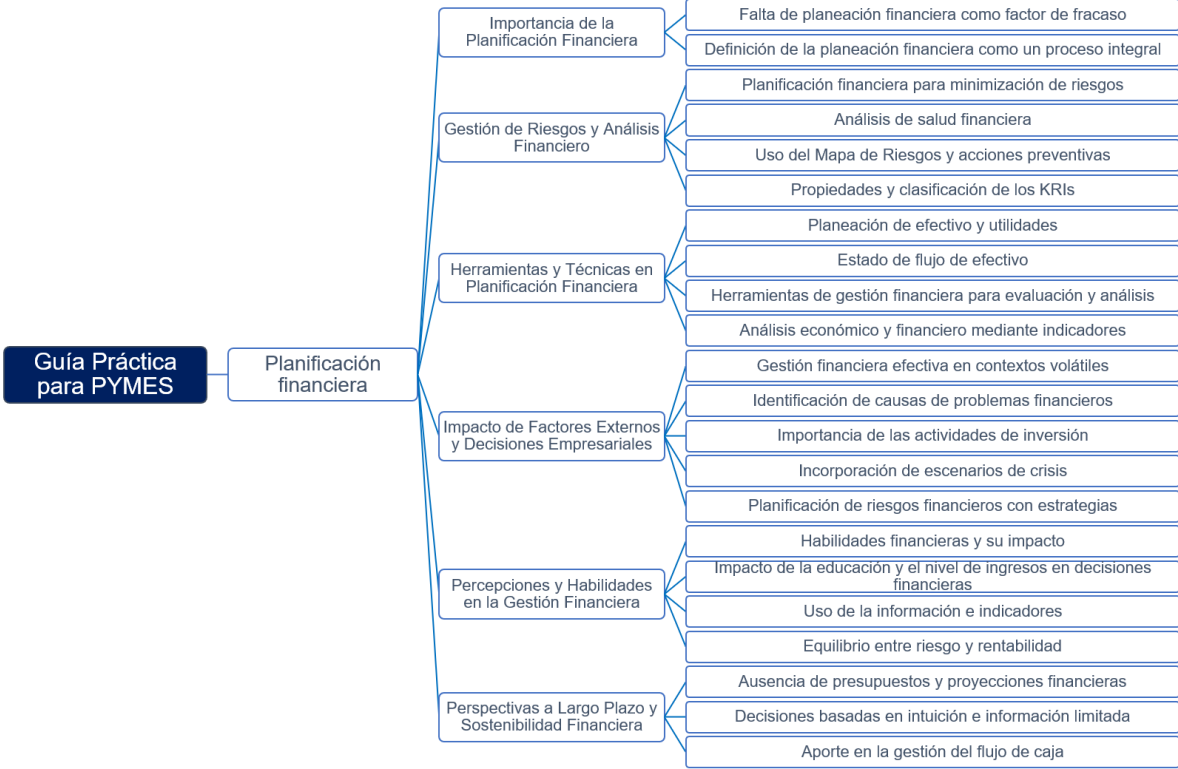 Guía Práctica
para PYMES
Planificación
financiera
Importancia de la
Planificación Financiera
Falta de planeación financiera como factor de fracaso
Definición de la planeación financiera como un proceso integral
Gestión de Riesgos y Análisis
Financiero
Planificación financiera para minimización de riesgos
Análisis de salud financiera
Uso del Mapa de Riesgos y acciones preventivas
Propiedades y clasificación de los KRIs
Herramientas y Técnicas en
Planificación Financiera
Planeación de efectivo y utilidades
Estado de flujo de efectivo
Herramientas de gestión financiera para evaluación y análisis
Análisis económico y financiero mediante indicadores
Impacto de Factores Externos
y Decisiones Empresariales
Gestión financiera efectiva en contextos volátiles
Identificación de causas de problemas financieros
Importancia de las actividades de inversión
Incorporación de escenarios de crisis
Planificación de riesgos financieros con estrategias
Percepciones y Habilidades
en la Gestión Financiera
Habilidades financieras y su impacto
Impacto de la educación y el nivel de ingresos en decisiones
financieras
Uso de la información e indicadores
Equilibrio entre riesgo y rentabilidad
Perspectivas a Largo Plazo y
Sostenibilidad Financiera
Ausencia de presupuestos y proyecciones financieras
Decisiones basadas en intuición e información limitada
Aporte en la gestión del flujo de caja